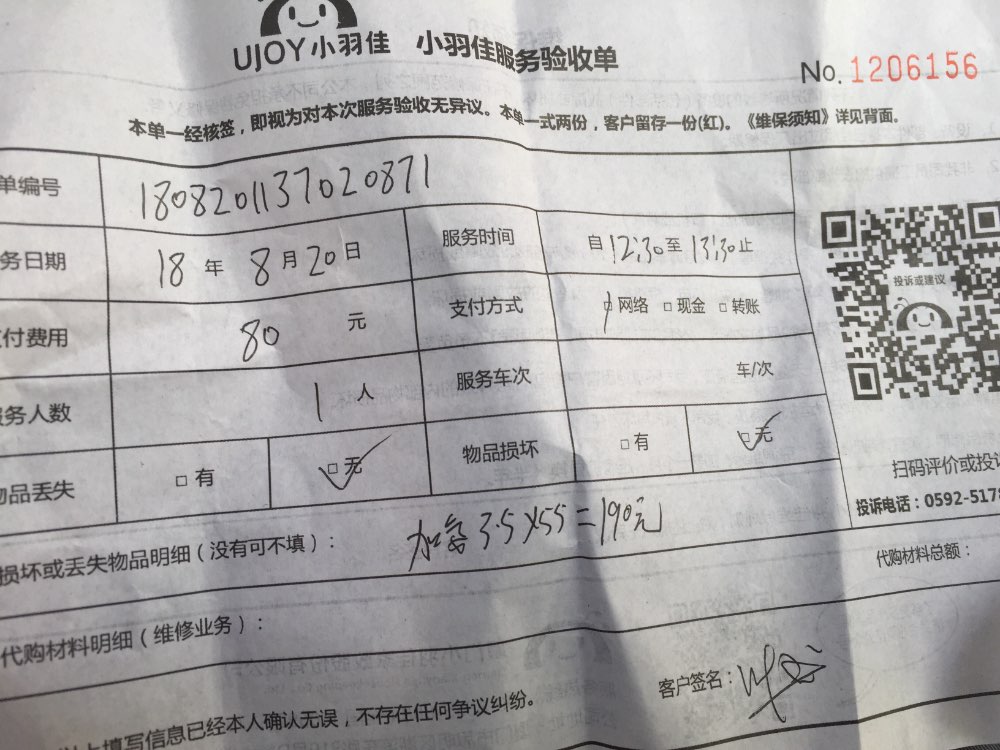 UJOY小羽佳 小羽佳服务验收单
No. 1206156
本单一经核签，即视为对本次服务验收无异议。本单一式两份，客户留存一份(红)。《维保须知》详见背面。
单编号 180820113702087​1
务日期 18 年 8 月 20 日 服务时间 自 12:30 至 13:30 止
付费用 80 元 支付方式 □ 网络 □ 现金 □ 转账
服务人数 1 人 服务车次 车/次
物品丢失 □ 有 □ 无 物品损坏 □ 有 □ 无
投诉或建议
扫码评价或投诉
投诉电话：0592-5178
损坏或丢失物品明细（没有可不填）： 3.5×55=190元
代购材料总额：
代购材料明细（维修业务）：
客户签名：
以上填写信息已经本人确认无误，不存在任何争议纠纷。